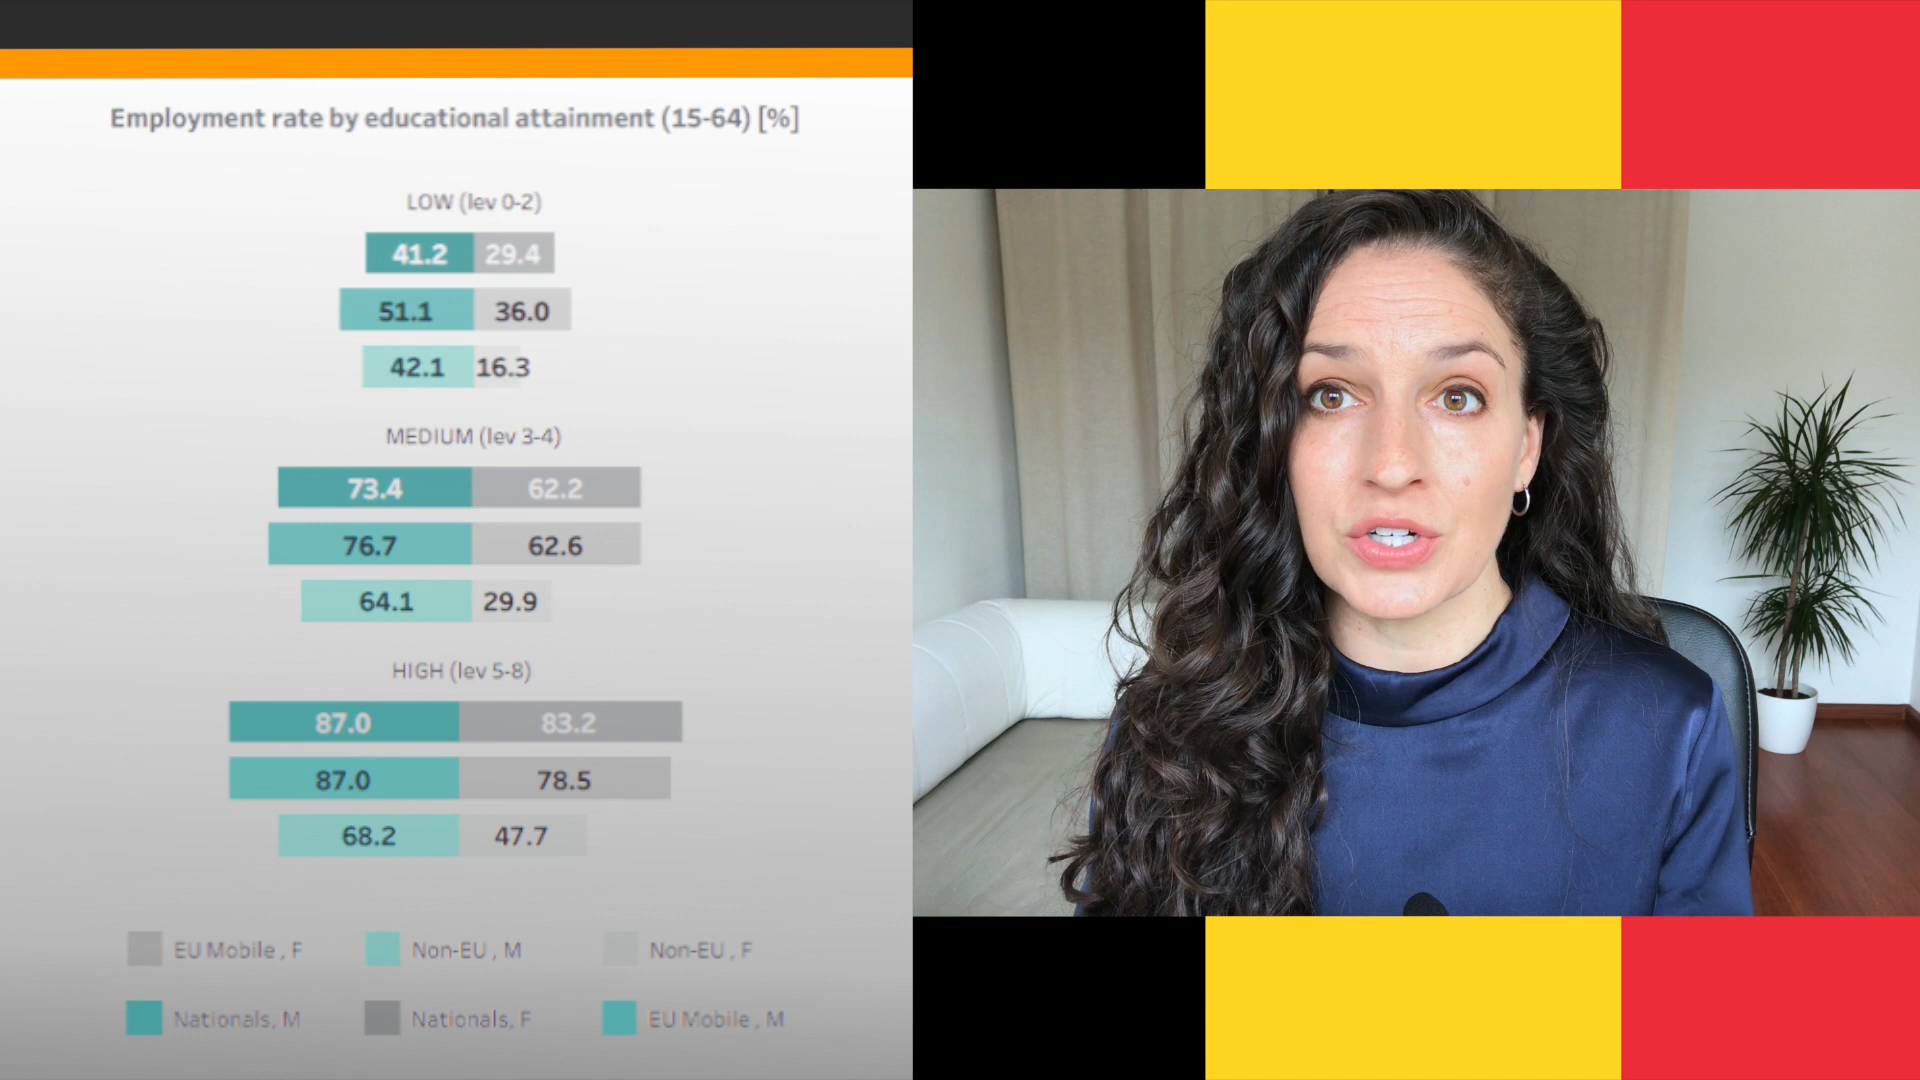 Employment rate by educational attainment (15-64) [%]
LOW (lev 0-2)
41.2 29.4
51.1 36.0
42.1 16.3
MEDIUM (lev 3-4)
73.4 62.2
76.7 62.6
64.1 29.9
HIGH (lev 5-8)
87.0 83.2
87.0 78.5
68.2 47.7
EU Mobile , F Non-EU , M Non-EU , F
Nationals, M Nationals, F EU Mobile , M